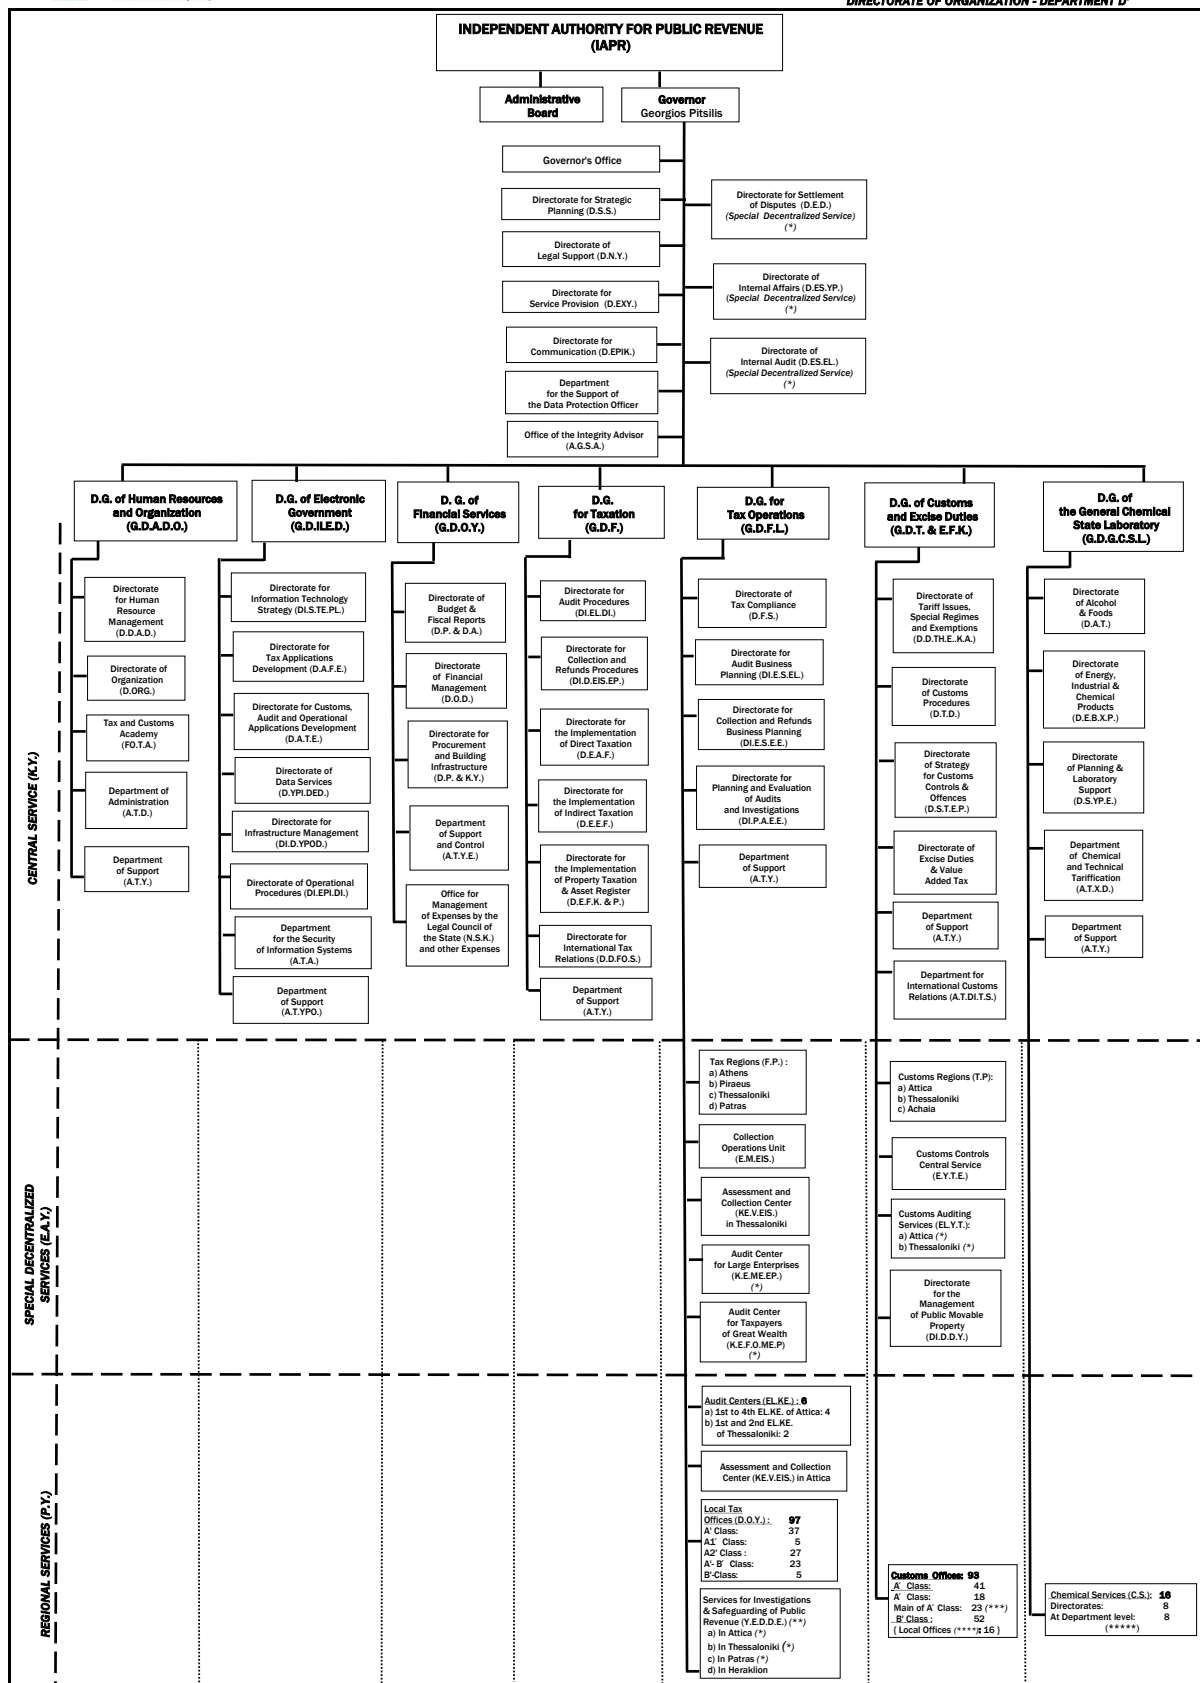 DIRECTORATE OF ORGANIZATION - DEPARTMENT D'
INDEPENDENT AUTHORITY FOR PUBLIC REVENUE
(IAPR)
Administrative
Board
Governor
Georgios Pitsilis
Governor's Office
Directorate for Strategic
Planning (D.S.S.)
Directorate for Settlement
of Disputes (D.E.D.)
(Special Decentralized Service)
(*)
Directorate of
Legal Support (D.N.Y.)
Directorate of
Internal Affairs (D.ES.YP.)
(Special Decentralized Service)
(*)
Directorate for
Service Provision (D.EXY.)
Directorate for
Communication (D.EPIK.)
Directorate of
Internal Audit (D.ES.EL.)
(Special Decentralized Service)
(*)
Department
for the Support of
the Data Protection Officer
Office of the Integrity Advisor
(A.G.S.A.)
D.G. of Human Resources
and Organization
(G.D.A.D.O.)
D.G. of Electronic
Government
(G.D.ILE.D.)
D. G. of
Financial Services
(G.D.O.Y.)
D.G.
for Taxation
(G.D.F.)
D.G. for
Tax Operations
(G.D.F.L.)
D.G. of Customs
and Excise Duties
(G.D.T. & E.F.K.)
D.G. of
the General Chemical
State Laboratory
(G.D.G.C.S.L.)
CENTRAL SERVICE (K.Y.)
Directorate
for Human
Resource
Management
(D.D.A.D.)
Directorate of
Organization
(D.ORG.)
Tax and Customs
Academy
(FO.T.A.)
Department of
Administration
(A.T.D.)
Department
of Support
(A.T.Y.)
Directorate for
Information Technology
Strategy (DI.S.TE.PL.)
Directorate for
Tax Applications
Development (D.A.F.E.)
Directorate for Customs,
Audit and Operational
Applications Development
(D.A.T.E.)
Directorate of
Data Services
(D.YPI.DED.)
Directorate for
Infrastructure Management
(DI.D.YPOD.)
Directorate of Operational
Procedures (DI.EPI.DI.)
Department
for the Security
of Information Systems
(A.T.A.)
Department
of Support
(A.T.YPO.)
Directorate of
Budget &
Fiscal Reports
(D.P. & D.A.)
Directorate
of Financial
Management
(D.O.D.)
Directorate for
Procurement
and Building
Infrastructure
(D.P. & K.Y.)
Department
of Support
and Control
(A.T.Y.E.)
Office for
Management
of Expenses by the
Legal Council of
the State (N.S.K.)
and other Expenses
Directorate for
Audit Procedures
(DI.EL.DI.)
Directorate for
Collection and
Refunds Procedures
(DI.D.EIS.EP.)
Directorate for
the Implementation
of Direct Taxation
(D.E.A.F.)
Directorate for
the Implementation
of Indirect Taxation
(D.E.E.F.)
Directorate for
the Implementation
of Property Taxation
& Asset Register
(D.E.F.K. & P.)
Directorate for
International Tax
Relations (D.D.FO.S.)
Department
of Support
(A.T.Y.)
Directorate of
Tax Compliance
(D.F.S.)
Directorate for
Audit Business
Planning (DI.E.S.EL.)
Directorate for
Collection and Refunds
Business Planning
(DI.E.S.E.E.)
Directorate for
Planning and Evaluation
of Audits
and Investigations
(DI.P.A.E.E.)
Department
of Support
(A.T.Y.)
Directorate of
Tariff Issues,
Special Regimes
and Exemptions
(D.D.TH.E..K.A.)
Directorate
of Customs
Procedures
(D.T.D.)
Directorate
of Strategy
for Customs
Controls &
Offences
(D.S.T.E.P.)
Directorate of
Excise Duties
& Value
Added Tax
Department
of Support
(A.T.Y.)
Department for
International Customs
Relations (A.T.DI.T.S.)
Directorate
of Alcohol
& Foods
(D.A.T.)
Directorate
of Energy,
Industrial &
Chemical
Products
(D.E.B.X.P.)
Directorate
of Planning &
Laboratory
Support
(D.S.YP.E.)
Department
of Chemical
and Technical
Tariffication
(A.T.X.D.)
Department
of Support
(A.T.Y.)
SPECIAL DECENTRALIZED
SERVICES (E.A.Y.)
Tax Regions (F.P.) :
a) Athens
b) Piraeus
c) Thessaloniki
d) Patras
Collection
Operations Unit
(E.M.EIS.)
Assessment and
Collection Center
(KE.V.EIS.)
in Thessaloniki
Audit Center
for Large Enterprises
(K.E.ME.EP.)
(*)
Audit Center
for Taxpayers
of Great Wealth
(K.E.F.O.ME.P)
(*)
Customs Regions (T.P):
a) Attica
b) Thessaloniki
c) Achaia
Customs Controls
Central Service
(E.Y.T.E.)
Customs Auditing
Services (EL.Y.T.):
a) Attica (*)
b) Thessaloniki (*)
Directorate
for the
Management
of Public Movable
Property
(DI.D.D.Y.)
REGIONAL SERVICES (P.Y.)
Audit Centers (EL.KE.) : 6
a) 1st to 4th EL.KE. of Attica: 4
b) 1st and 2nd EL.KE.
of Thessaloniki: 2
Assessment and Collection
Center (KE.V.EIS.) in Attica
Local Tax
Offices (D.O.Y.) : 97
A' Class: 37
A1' Class: 5
A2' Class : 27
A'- B' Class: 23
B'-Class: 5
Services for Investigations
& Safeguarding of Public
Revenue (Y.E.D.D.E.) (**)
a) In Attica (*)
b) In Thessaloniki (*)
c) In Patras (*)
d) In Heraklion
Customs Offices: 93
A' Class: 41
A' Class: 18
Main of A' Class: 23 (***)
B' Class : 52
{ Local Offices (****): 16 }
Chemical Services (C.S.): 16
Directorates: 8
At Department level: 8
(*****)